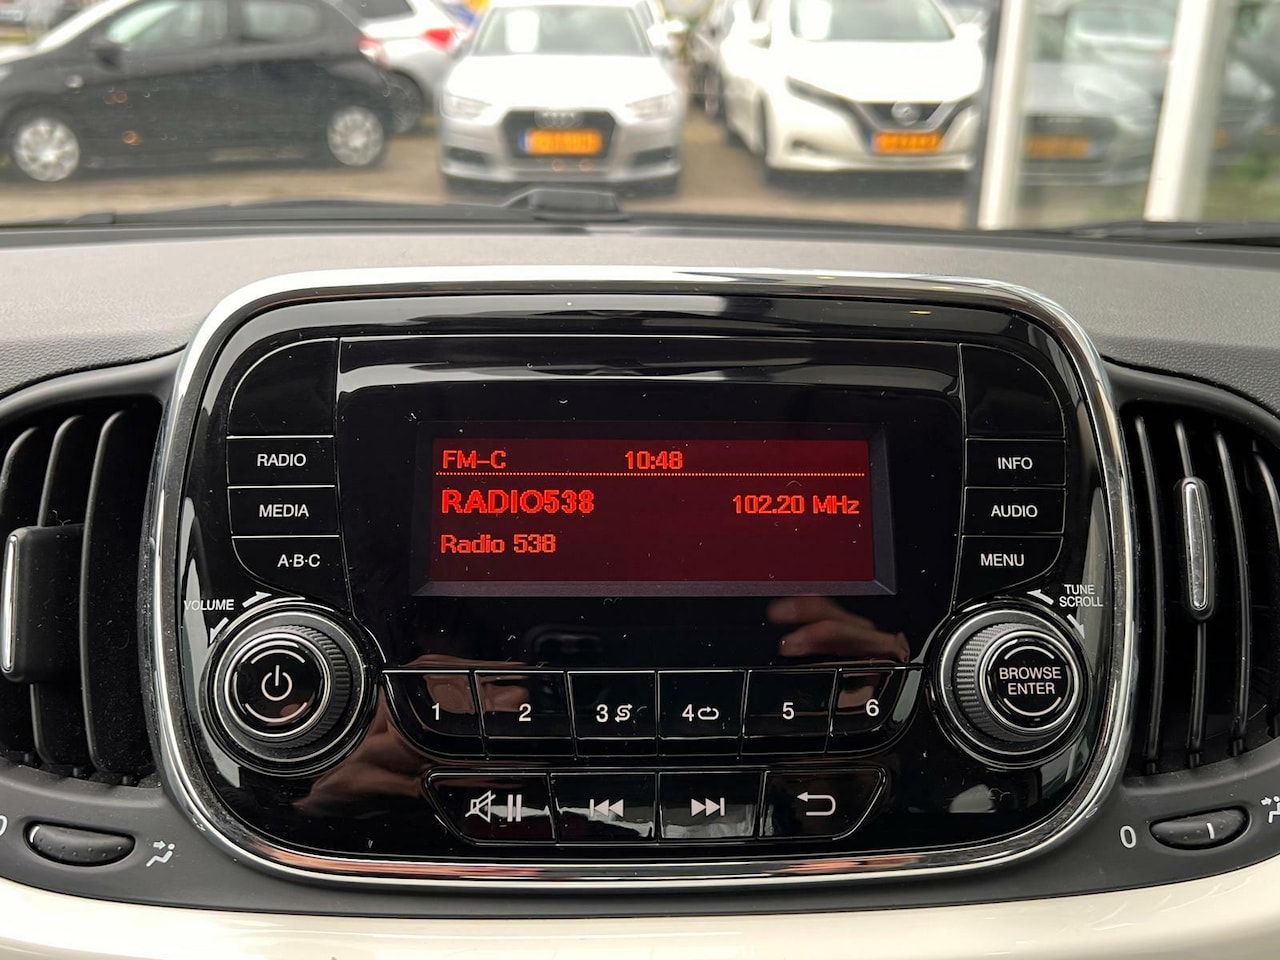 FM-C 10:48
RADIO538 102.20 MHz
Radio 538
RADIO
MEDIA
A·B·C
INFO
AUDIO
MENU
VOLUME
TUNE
SCROLL
BROWSE
ENTER
1 2 3 4 5 6
0
0